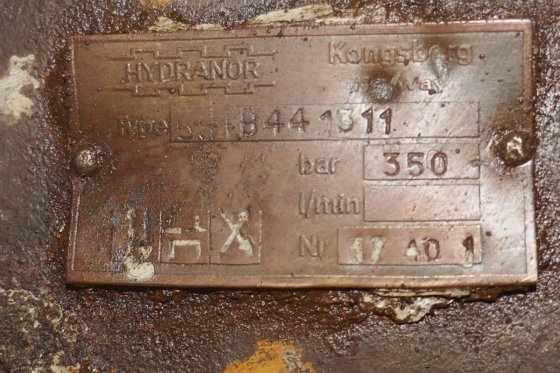 HYDRANOR
Kongsberg
Type B44 1311
bar 350
l/min
Nr 17 40 1